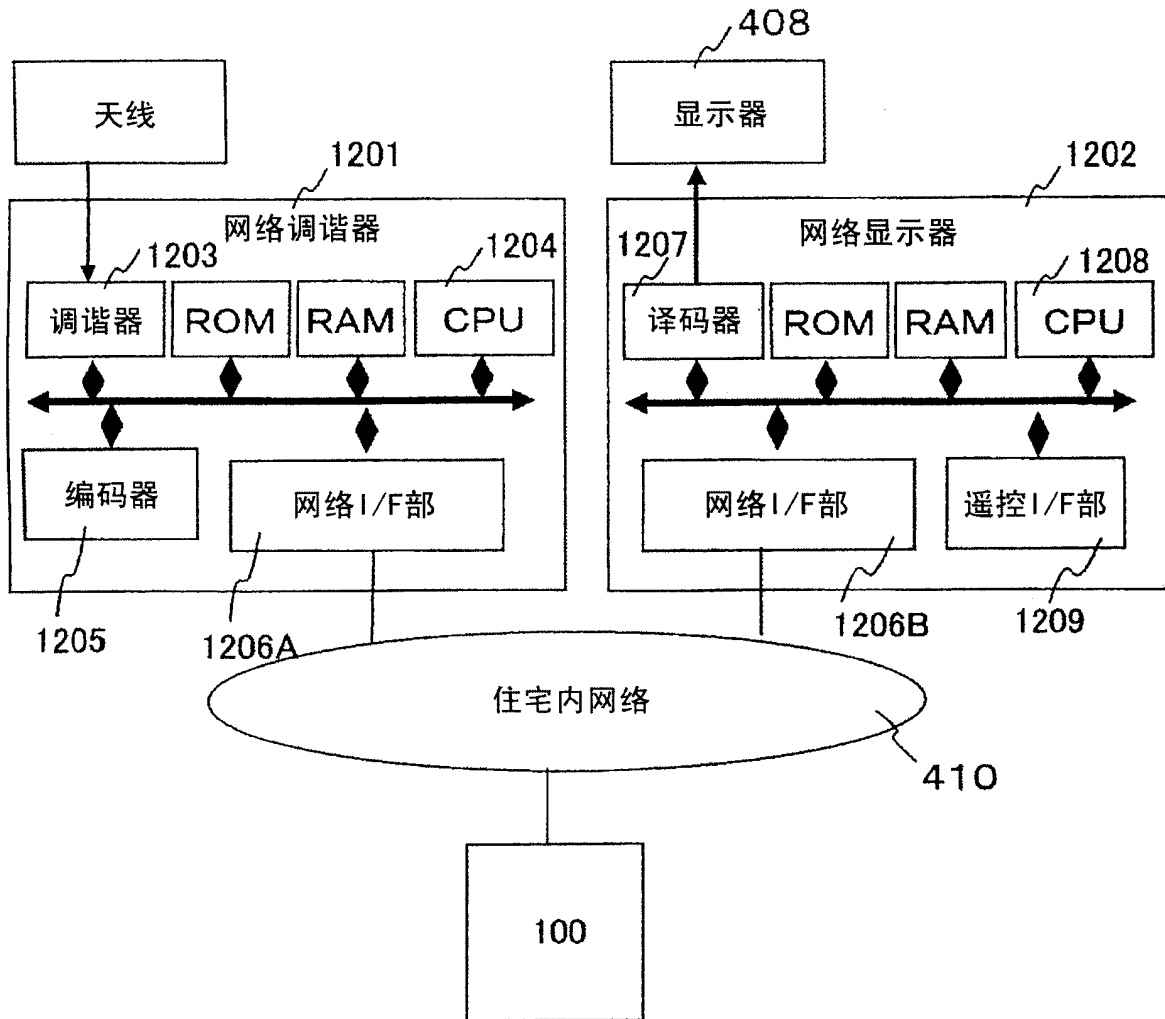 408
天线
显示器
1201
1202
网络调谐器
网络显示器
1203
1204
1207
1208
调谐器
ROM
RAM
CPU
译码器
ROM
RAM
CPU
编码器
网络I/F部
网络I/F部
遥控I/F部
1205
1206A
1206B
1209
住宅内网络
410
100